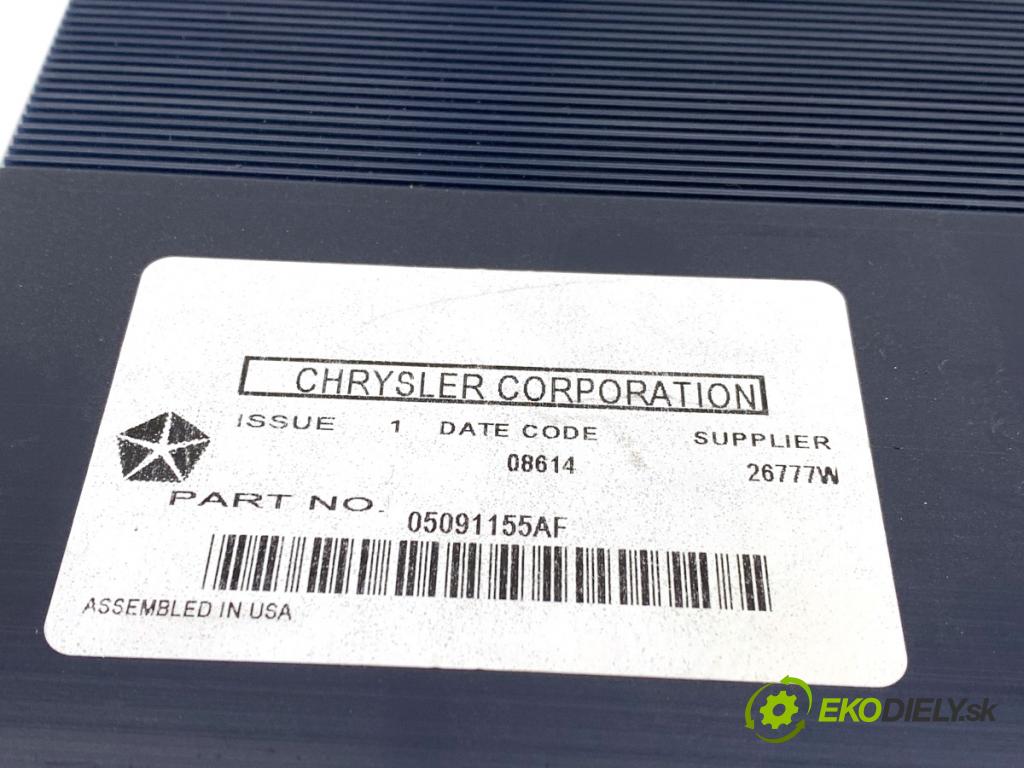 CHRYSLER CORPORATION
ISSUE 1 DATE CODE SUPPLIER
08614 26777W
PART NO. 05091155AF
ASSEMBLED IN USA
EKODIELY.sk